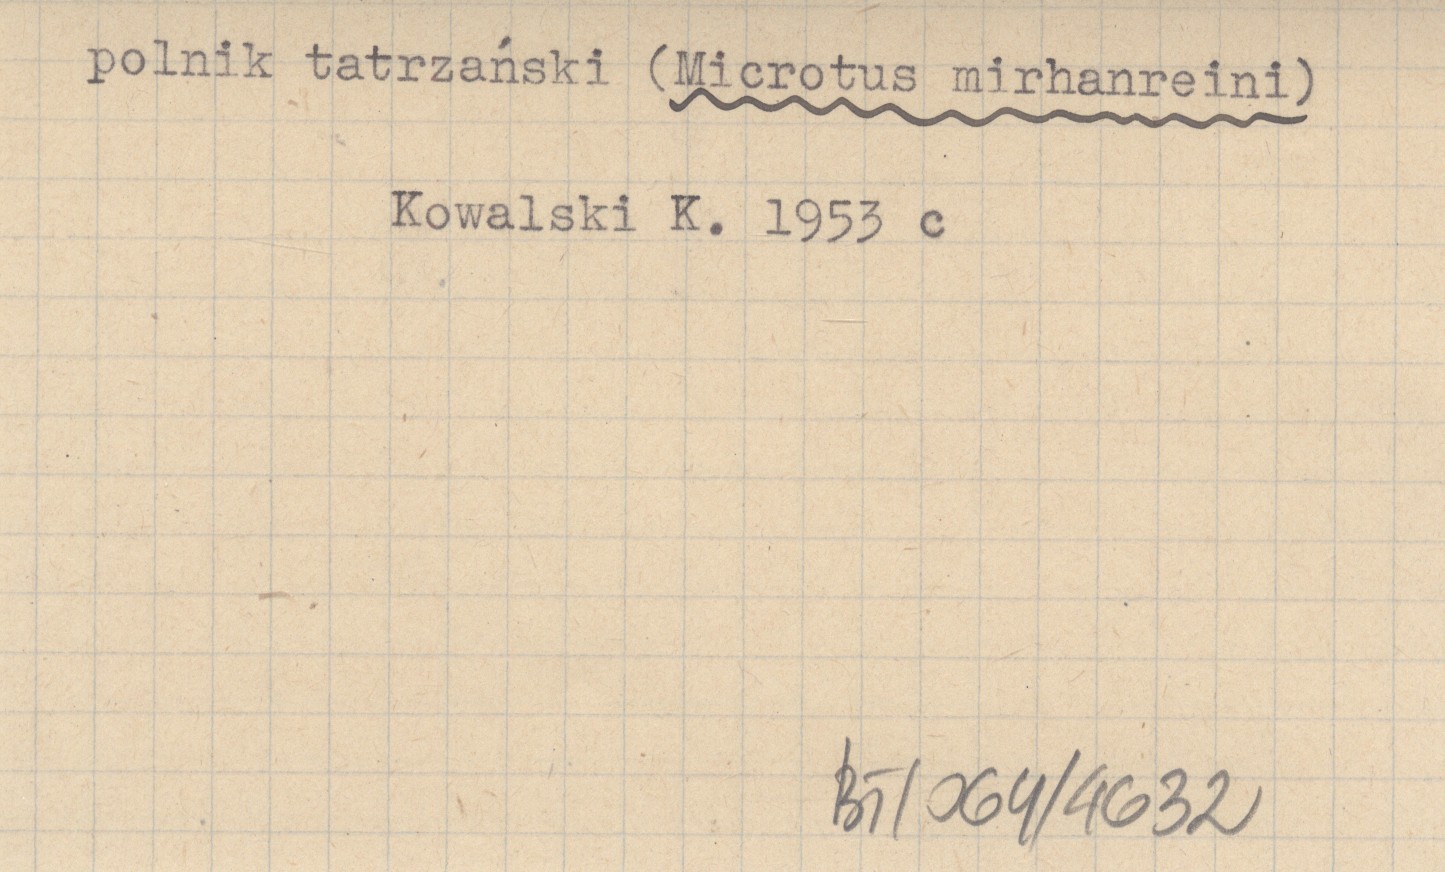 polnik tatrzański (Microtus mirhanreini)
Kowalski K. 1953 c
BT/064/4632